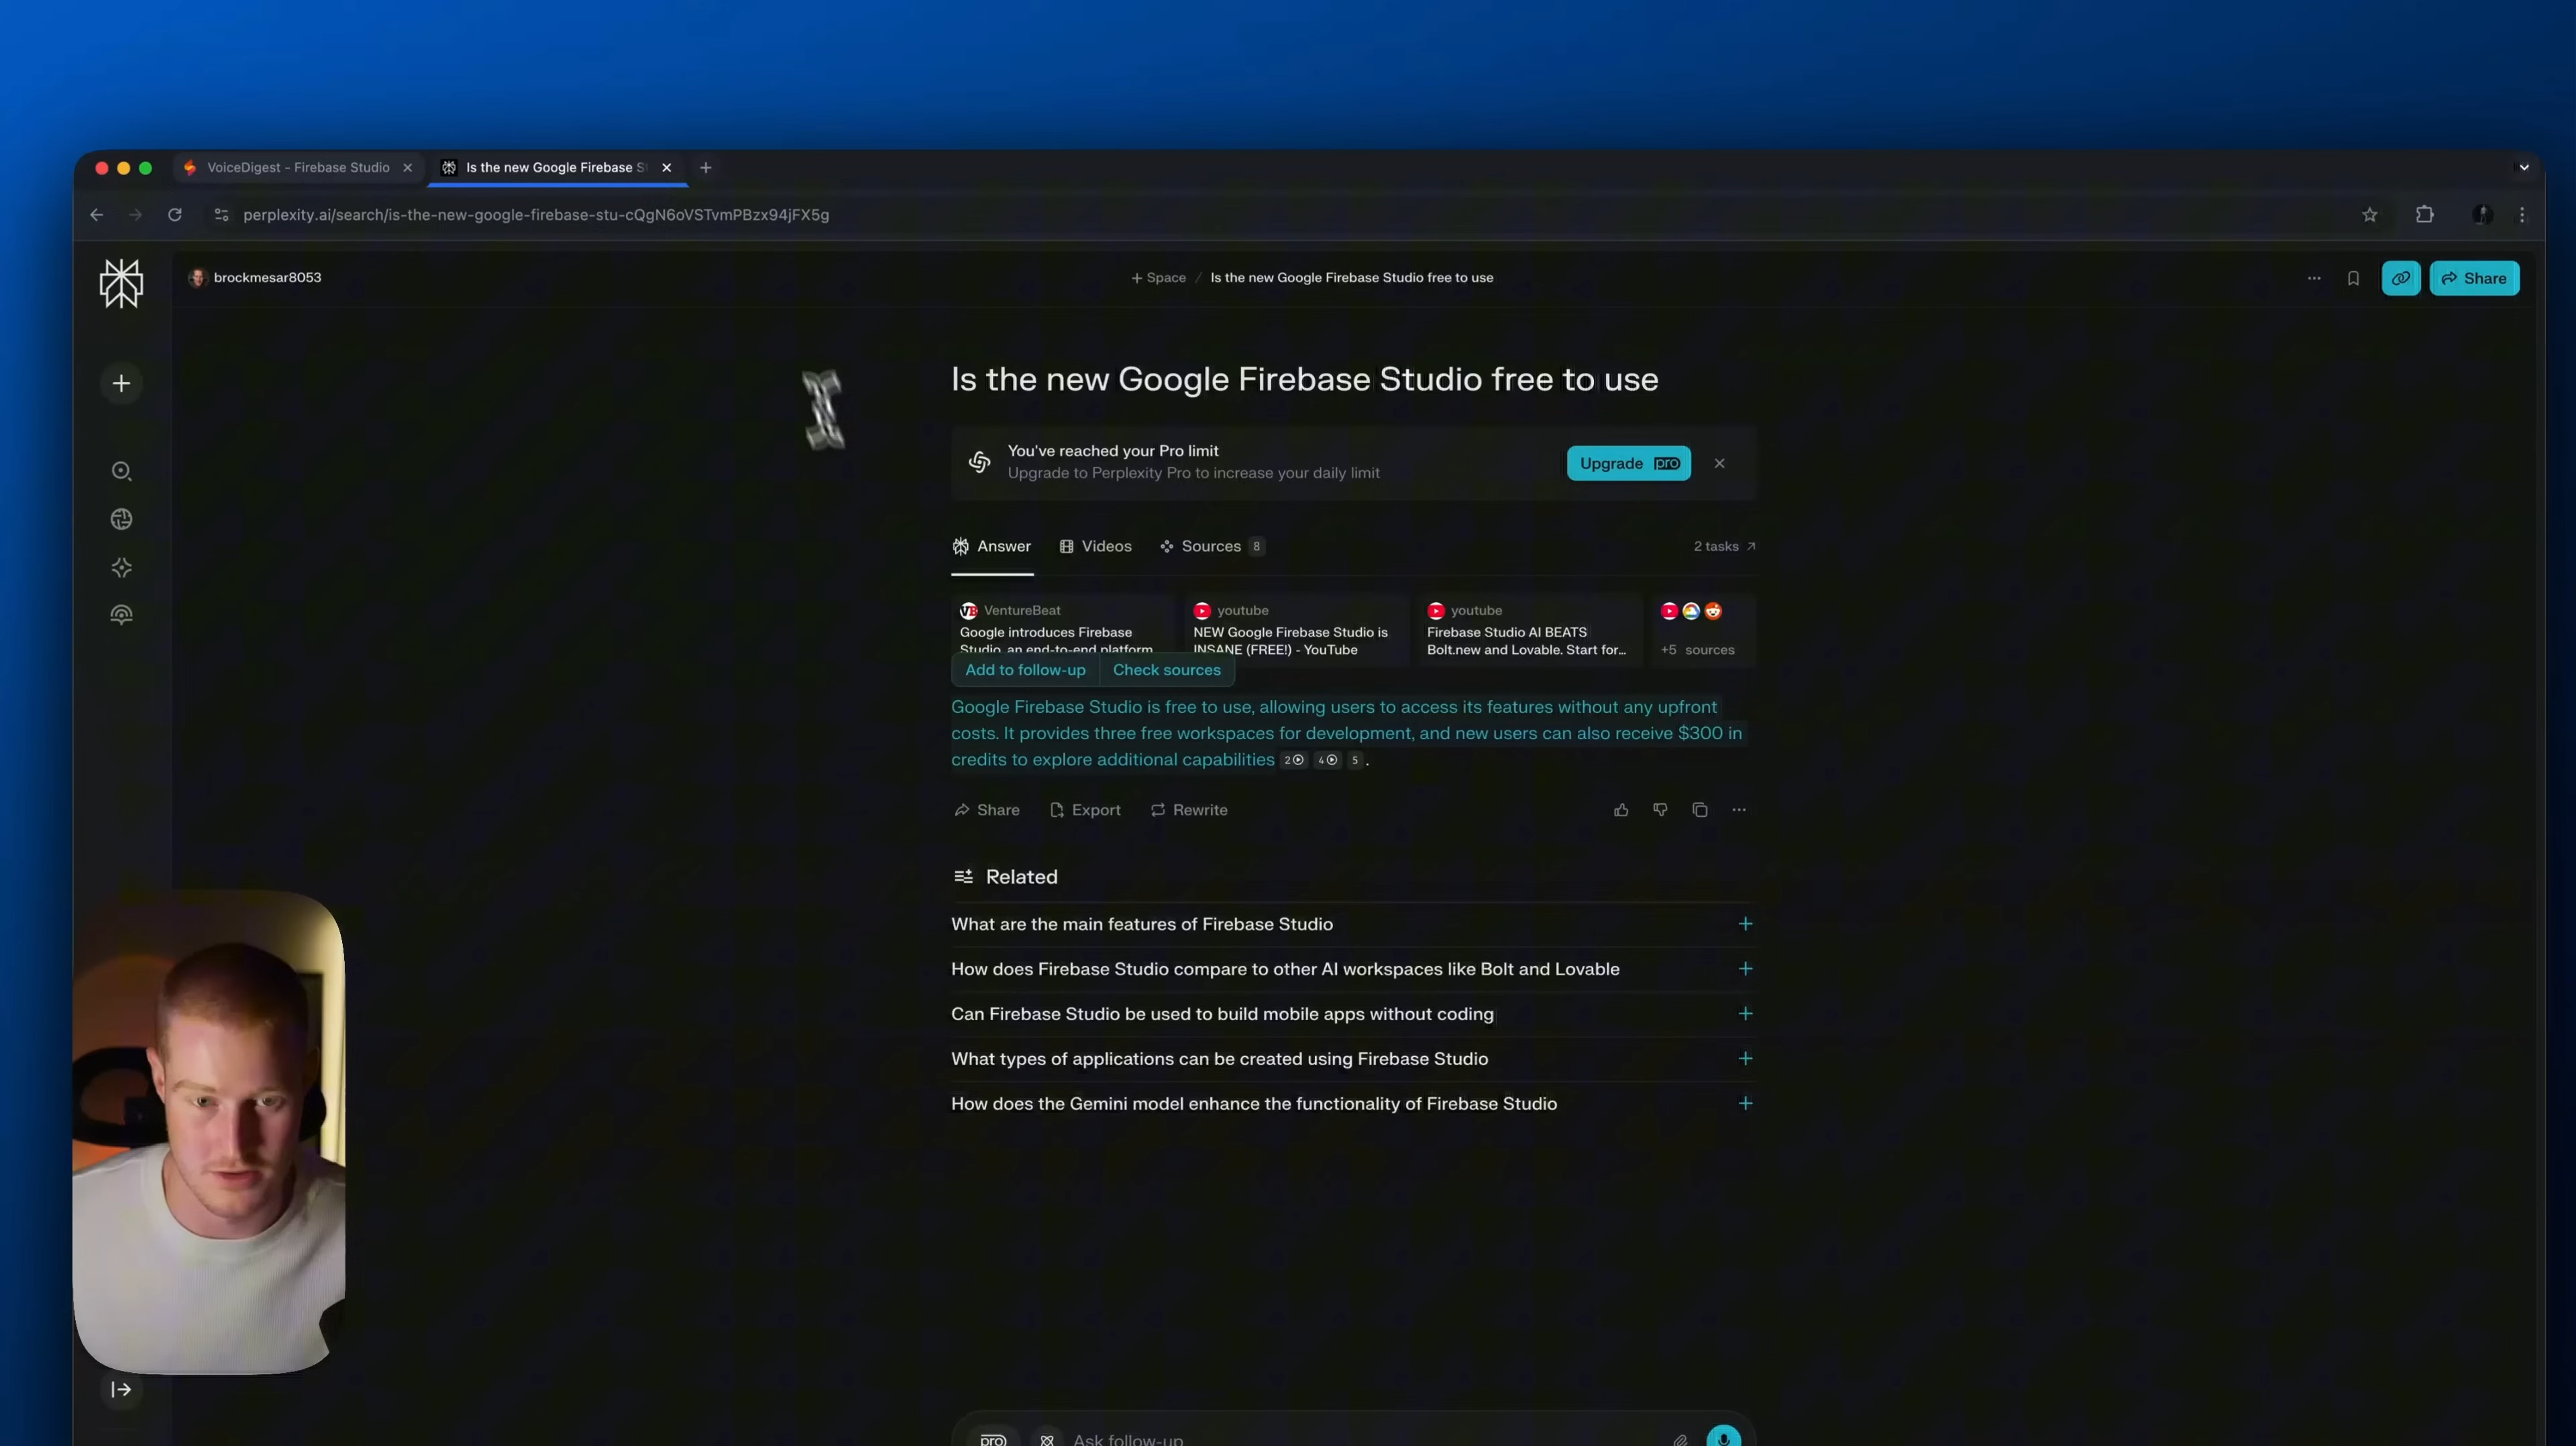 VoiceDigest - Firebase Studio
Is the new Google Firebase S
perplexity.ai/search/is-the-new-google-firebase-stu-cQgN6oVSTvmPBzx94jFX5g
brockmesar8053
+ Space / Is the new Google Firebase Studio free to use
Share
Is the new Google Firebase Studio free to use
You've reached your Pro limit
Upgrade to Perplexity Pro to increase your daily limit
Upgrade pro
Answer Videos Sources 8
2 tasks
VentureBeat
Google introduces Firebase
Studio, an end-to-end platform
youtube
NEW Google Firebase Studio is
INSANE (FREE!) - YouTube
youtube
Firebase Studio AI BEATS
Bolt.new and Lovable. Start for...
+5 sources
Add to follow-up Check sources
Google Firebase Studio is free to use, allowing users to access its features without any upfront
costs. It provides three free workspaces for development, and new users can also receive $300 in
credits to explore additional capabilities 2 4 5 .
Share Export Rewrite
Related
What are the main features of Firebase Studio
How does Firebase Studio compare to other AI workspaces like Bolt and Lovable
Can Firebase Studio be used to build mobile apps without coding
What types of applications can be created using Firebase Studio
How does the Gemini model enhance the functionality of Firebase Studio
pro Ask follow-up